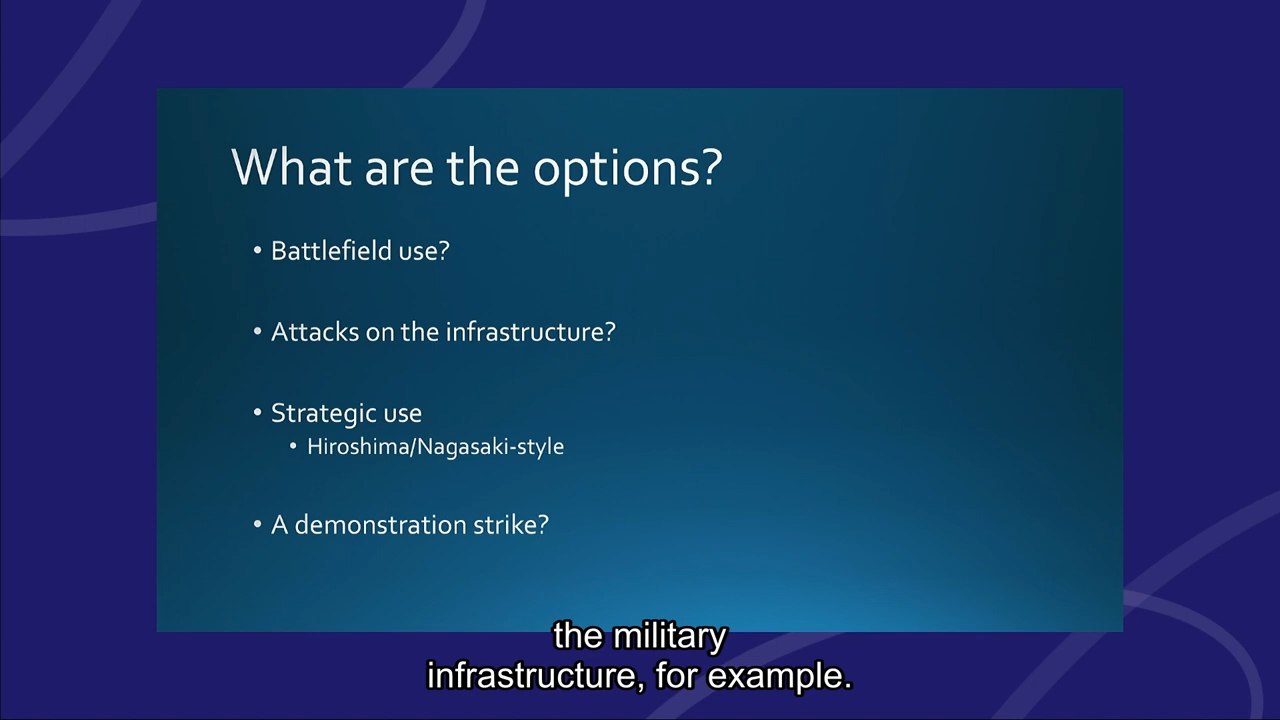 What are the options?
• Battlefield use?
• Attacks on the infrastructure?
• Strategic use
• Hiroshima/Nagasaki-style
• A demonstration strike?
the military
infrastructure, for example.